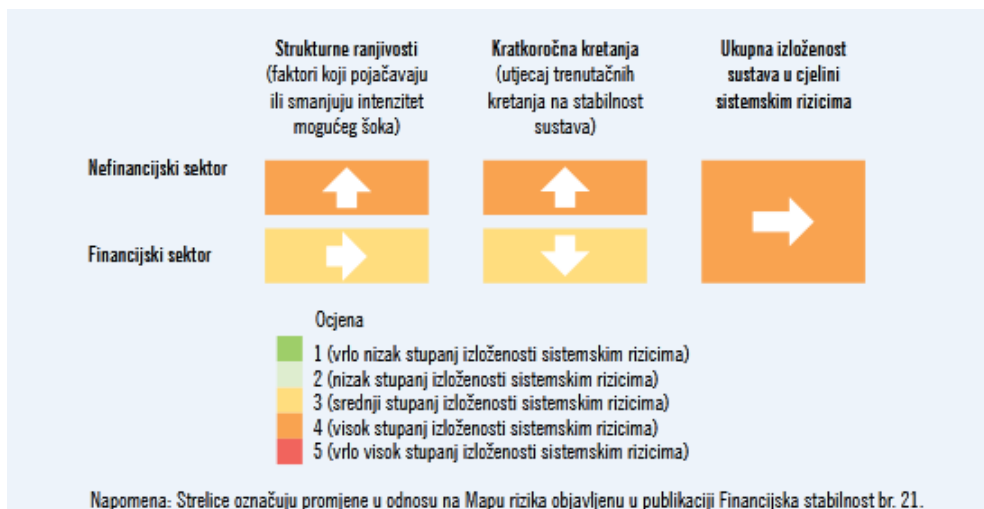 Strukturne ranjivosti
(faktori koji pojačavaju
ili smanjuju intenzitet
mogućeg šoka)
Kratkoročna kretanja
(utjecaj trenutačnih
kretanja na stabilnost
sustava)
Ukupna izloženost
sustava u cjelini
sistemskim rizicima
Nefinancijski sektor
Financijski sektor
Ocjena
1 (vrlo nizak stupanj izloženosti sistemskim rizicima)
2 (nizak stupanj izloženosti sistemskim rizicima)
3 (srednji stupanj izloženosti sistemskim rizicima)
4 (visok stupanj izloženosti sistemskim rizicima)
5 (vrlo visok stupanj izloženosti sistemskim rizicima)
Napomena: Strelice označuju promjene u odnosu na Mapu rizika objavljenu u publikaciji Financijska stabilnost br. 21.